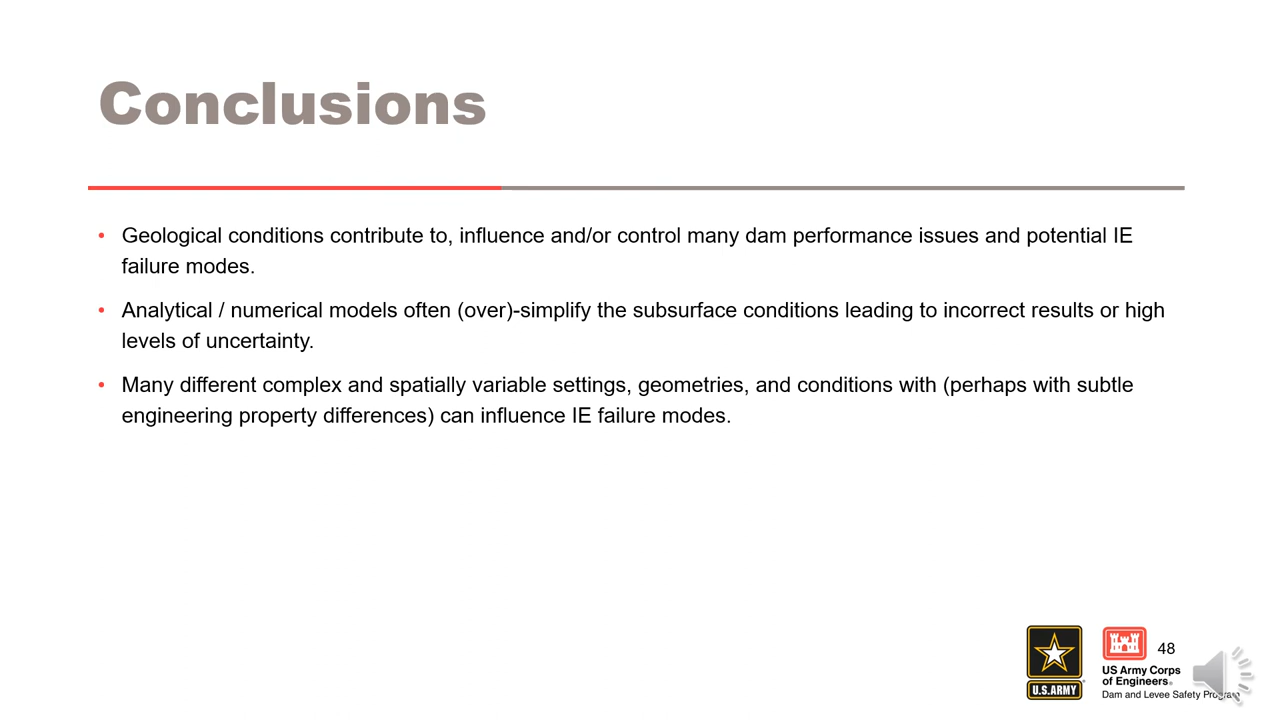 Conclusions
• Geological conditions contribute to, influence and/or control many dam performance issues and potential IE
failure modes.
• Analytical / numerical models often (over)-simplify the subsurface conditions leading to incorrect results or high
levels of uncertainty.
• Many different complex and spatially variable settings, geometries, and conditions with (perhaps with subtle
engineering property differences) can influence IE failure modes.
48
U.S.ARMY
US Army Corps
of Engineers®
Dam and Levee Safety Program